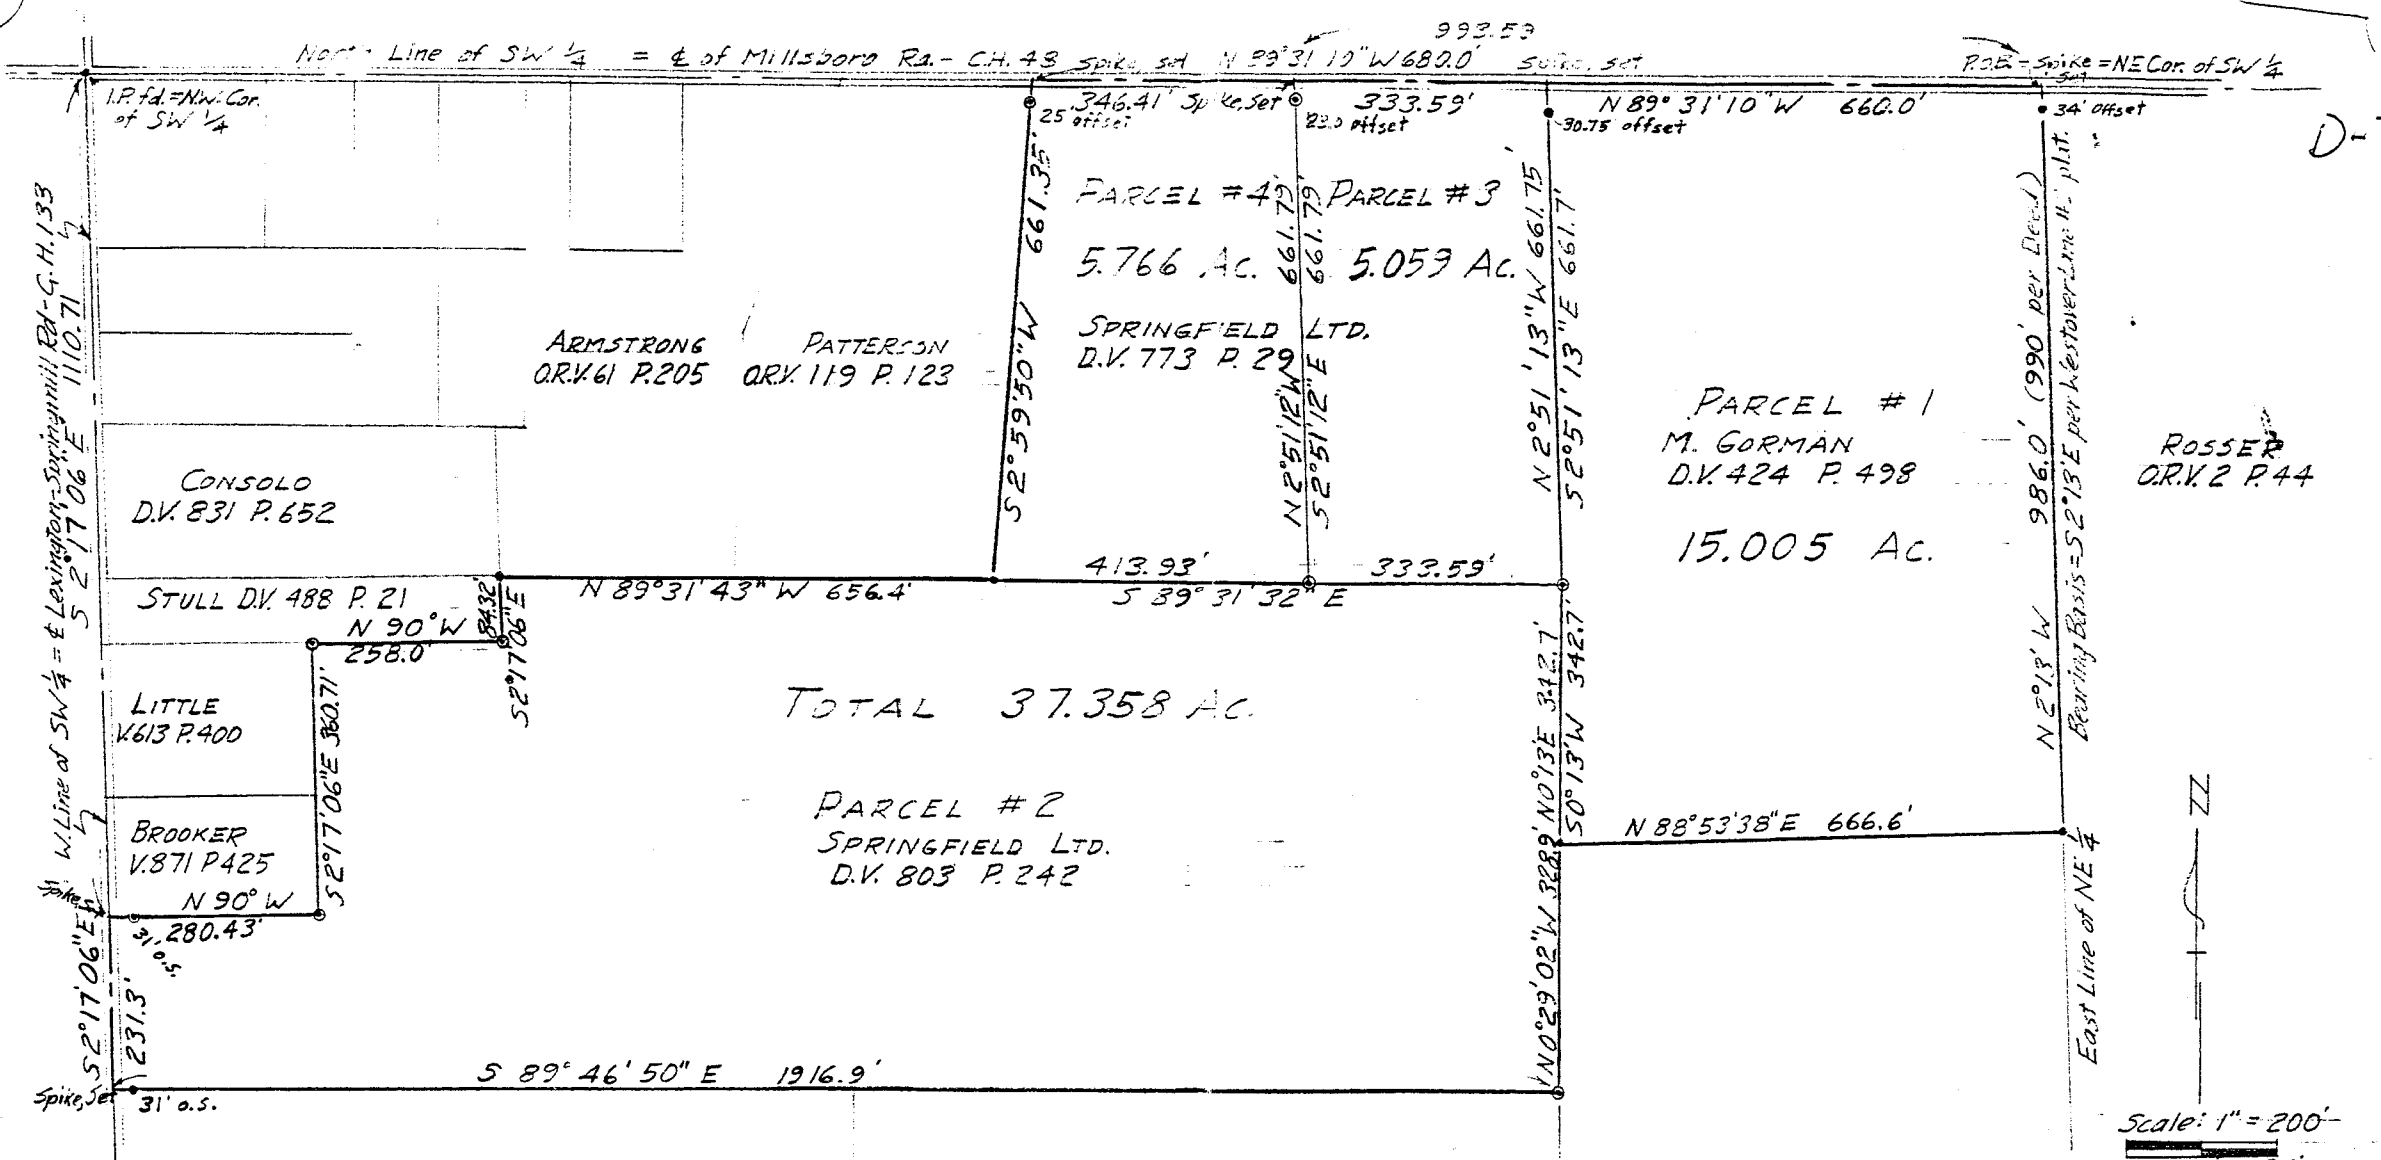 993.59
Line of SW 1/4 = ℄ of Millsboro Rd.- C.H. 43 spike, set N 89°31'10"W 680.0' spike, set
P.O.B.- spike = NE Cor. of SW 1/4
set
I.P. fd. = N.W. Cor.
of SW 1/4
346.41' Spike, Set
333.59'
N 89° 31' 10" W 660.0'
25' offset
30.75' offset
34' offset
D-
PARCEL #4
5.766 Ac.
PARCEL #3
5.059 Ac.
SPRINGFIELD LTD.
D.V. 773 P. 29
S 2° 59' 50" W 661.35'
N 2°51'12"W 661.79'
S 2°51'12"E 661.79'
N 2°51'13"W 661.75'
S 2°51'13"E 661.7'
ARMSTRONG
O.R.V. 61 P. 205
PATTERSON
O.R.V. 119 P. 123
PARCEL #1
M. GORMAN
D.V. 424 P. 498
15.005 Ac.
N 2°13' W 986.0' (990' per Deed)
Bearing Basis = S 2°13' E per Westover plat.
ROSSER
O.R.V. 2 P. 44
W. Line of SW 1/4 = ℄ Lexington-Springmill Rd-C.H. 133
S 2°17'06" E 1110.71
CONSOLO
D.V. 831 P. 652
STULL D.V. 488 P. 21
N 89°31'43" W 656.4'
413.93'
333.59'
S 89° 31' 32" E
84.32'
S 2°17'06"E
N 90° W
258.0'
LITTLE
V.613 P.400
S 2°17'06"E 360.71'
TOTAL 37.358 Ac.
N 0°13'E 342.7'
S 0°13'W 342.7'
BROOKER
V.871 P425
PARCEL #2
SPRINGFIELD LTD.
D.V. 803 P. 242
N 88°53'38"E 666.6'
N 90° W
280.43'
31' o.s.
N 0°29'02"W 328.9'
East Line of NE 1/4
S 2°17'06"E
231.3'
S 89° 46' 50" E 1916.9'
Spike, Set
31' o.s.
Scale: 1" = 200'